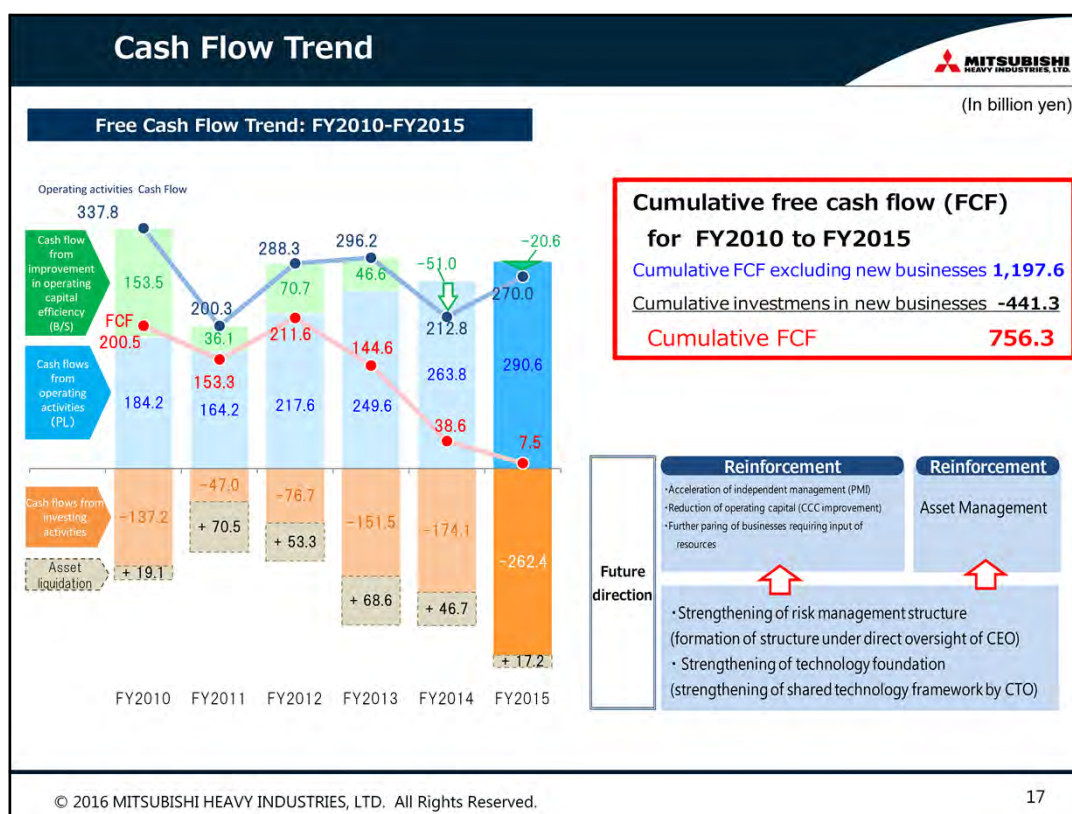 Cash Flow Trend
MITSUBISHI
HEAVY INDUSTRIES, LTD.
(In billion yen)
Free Cash Flow Trend: FY2010-FY2015
Operating activities Cash Flow
337.8
200.3
288.3
296.2
212.8
270.0
Cash flow
from
improvement
in operating
capital
efficiency
(B/S)
153.5
36.1
70.7
46.6
−51.0
−20.6
FCF
200.5
153.3
211.6
144.6
38.6
7.5
Cash flows
from
operating
activities
(PL)
184.2
164.2
217.6
249.6
263.8
290.6
Cash flows from
investing
activities
−137.2
−47.0
−76.7
−151.5
−174.1
−262.4
Asset
liquidation
+ 19.1
+ 70.5
+ 53.3
+ 68.6
+ 46.7
+ 17.2
FY2010
FY2011
FY2012
FY2013
FY2014
FY2015
Cumulative free cash flow (FCF)
for FY2010 to FY2015
Cumulative FCF excluding new businesses 1,197.6
Cumulative investmens in new businesses -441.3
Cumulative FCF 756.3
Future
direction
Reinforcement
・Acceleration of independent management (PMI)
・Reduction of operating capital (CCC improvement)
・Further paring of businesses requiring input of
resources
Reinforcement
Asset Management
・Strengthening of risk management structure
(formation of structure under direct oversight of CEO)
・ Strengthening of technology foundation
(strengthening of shared technology framework by CTO)
© 2016 MITSUBISHI HEAVY INDUSTRIES, LTD. All Rights Reserved.
17